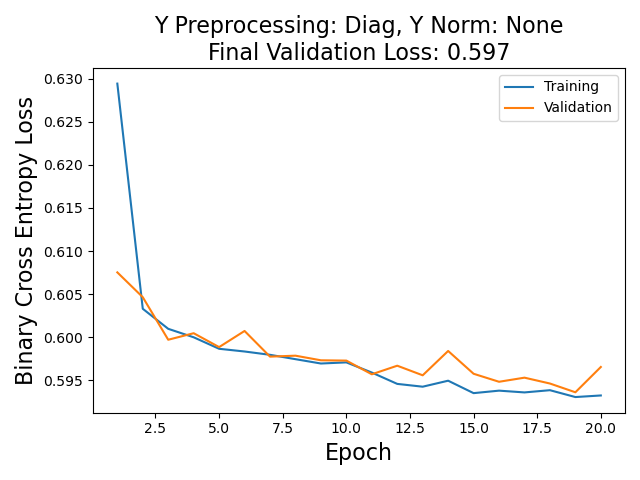 Y Preprocessing: Diag, Y Norm: None
Final Validation Loss: 0.597
0.630
0.625
0.620
0.615
0.610
0.605
0.600
0.595
Binary Cross Entropy Loss
Training
Validation
2.5 5.0 7.5 10.0 12.5 15.0 17.5 20.0
Epoch